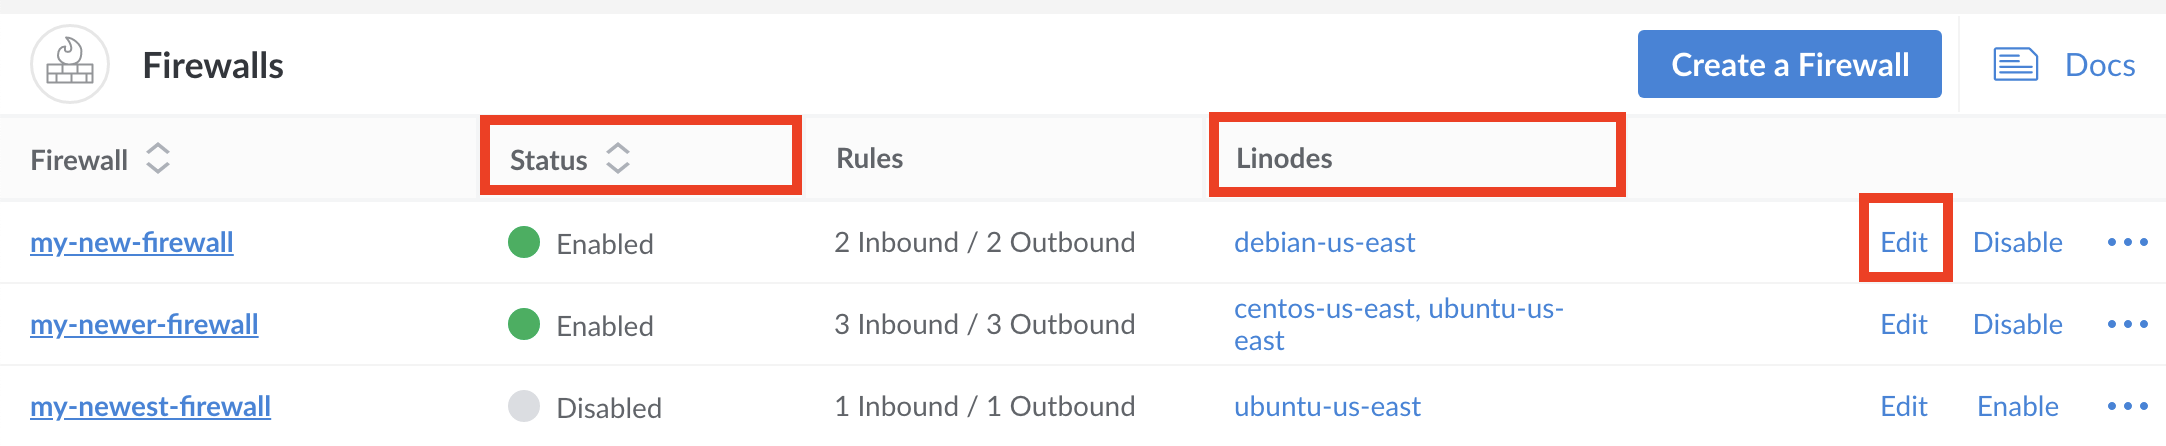 Firewalls
Create a Firewall
Docs
Firewall Status Rules Linodes
my-new-firewall Enabled 2 Inbound / 2 Outbound debian-us-east Edit Disable
my-newer-firewall Enabled 3 Inbound / 3 Outbound centos-us-east, ubuntu-us-
east Edit Disable
my-newest-firewall Disabled 1 Inbound / 1 Outbound ubuntu-us-east Edit Enable